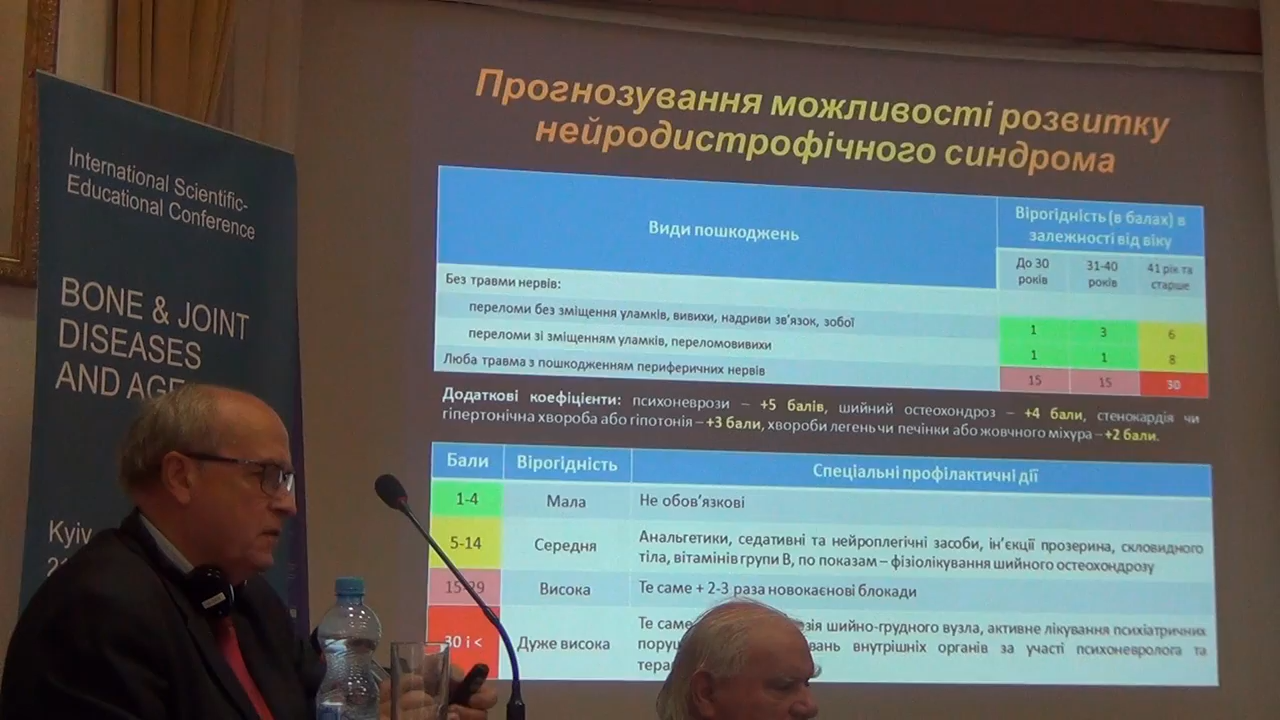 International Scientific-
Educational Conference
BONE & JOINT
DISEASES
AND AGE
Kyiv
Прогнозування можливості розвитку
нейродистрофічного синдрома
Види пошкоджень
Вірогідність (в балах) в
залежності від віку
До 30 років
31-40 років
41 рік та старше
Без травми нервів:
переломи без зміщення уламків, вивихи, надриви зв’язок, зобої
1 3 6
переломи зі зміщенням уламків, переломовивихи
1 1 8
Люба травма з пошкодженням периферичних нервів
15 15 30
Додаткові коефіцієнти: психоневрози – +5 балів, шийний остеохондроз – +4 бали, стенокардія чи
гіпертонічна хвороба або гіпотонія – +3 бали, хвороби легень чи печінки або жовчного міхура – +2 бали.
Бали Вірогідність Спеціальні профілактичні дії
1-4 Мала Не обов’язкові
5-14 Середня Анальгетики, седативні та нейроплегічні засоби, ін’єкції прозерина, скловидного
тіла, вітамінів групи В, по показам – фізіолікування шийного остеохондрозу
15-29 Висока Те саме + 2-3 раза новокаєнові блокади
30 і < Дуже висока Те саме шийно-грудного вузла, активне лікування психіатричних
внутрішніх органів за участі психоневролога та